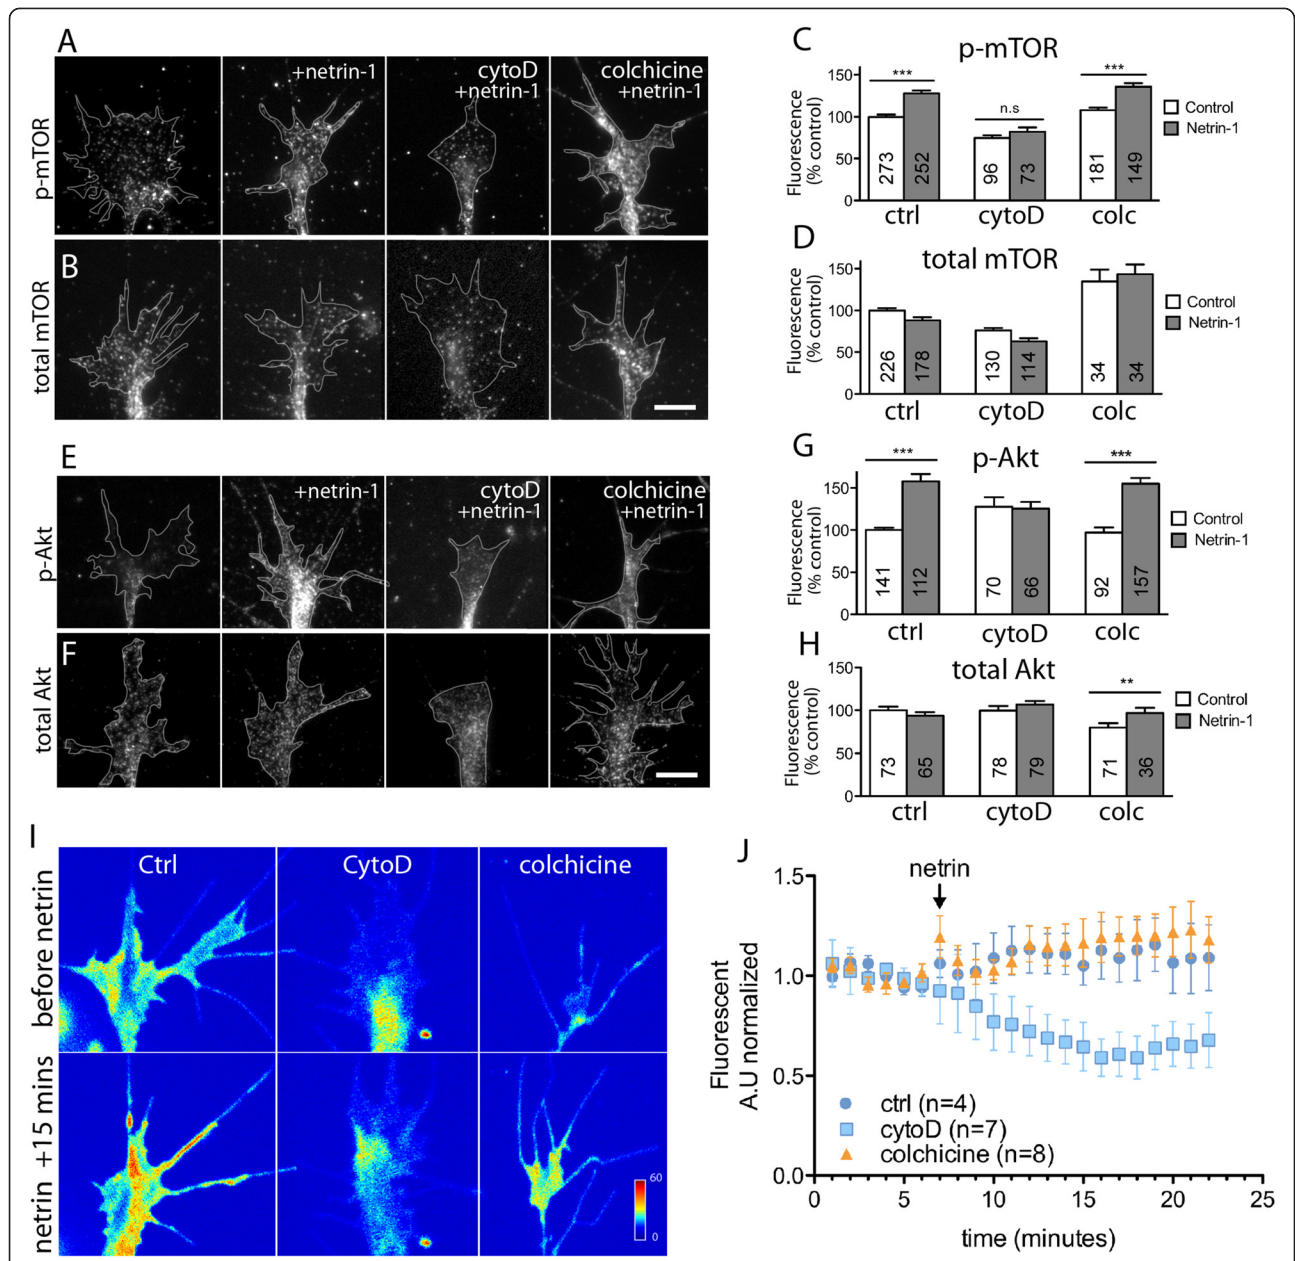 A
+netrin-1
cytoD
+netrin-1
colchicine
+netrin-1
p-mTOR
B
total mTOR
C
p-mTOR
***
n.s
***
150
100
50
0
Fluorescence
(% control)
273
252
96
73
181
149
ctrl
cytoD
colc
Control
Netrin-1
D
total mTOR
150
100
50
0
Fluorescence
(% control)
226
178
130
114
34
34
ctrl
cytoD
colc
Control
Netrin-1
E
+netrin-1
cytoD
+netrin-1
colchicine
+netrin-1
p-Akt
F
total Akt
G
p-Akt
***
***
150
100
50
0
Fluorescence
(% control)
141
112
70
66
92
157
ctrl
cytoD
colc
Control
Netrin-1
H
total Akt
**
150
100
50
0
Fluorescence
(% control)
73
65
78
79
71
36
ctrl
cytoD
colc
Control
Netrin-1
I
Ctrl
CytoD
colchicine
before netrin
netrin +15 mins
60
0
J
netrin
1.5
1.0
0.5
0.0
Fluorescent
A.U normalized
ctrl (n=4)
cytoD (n=7)
colchicine (n=8)
0
5
10
15
20
25
time (minutes)